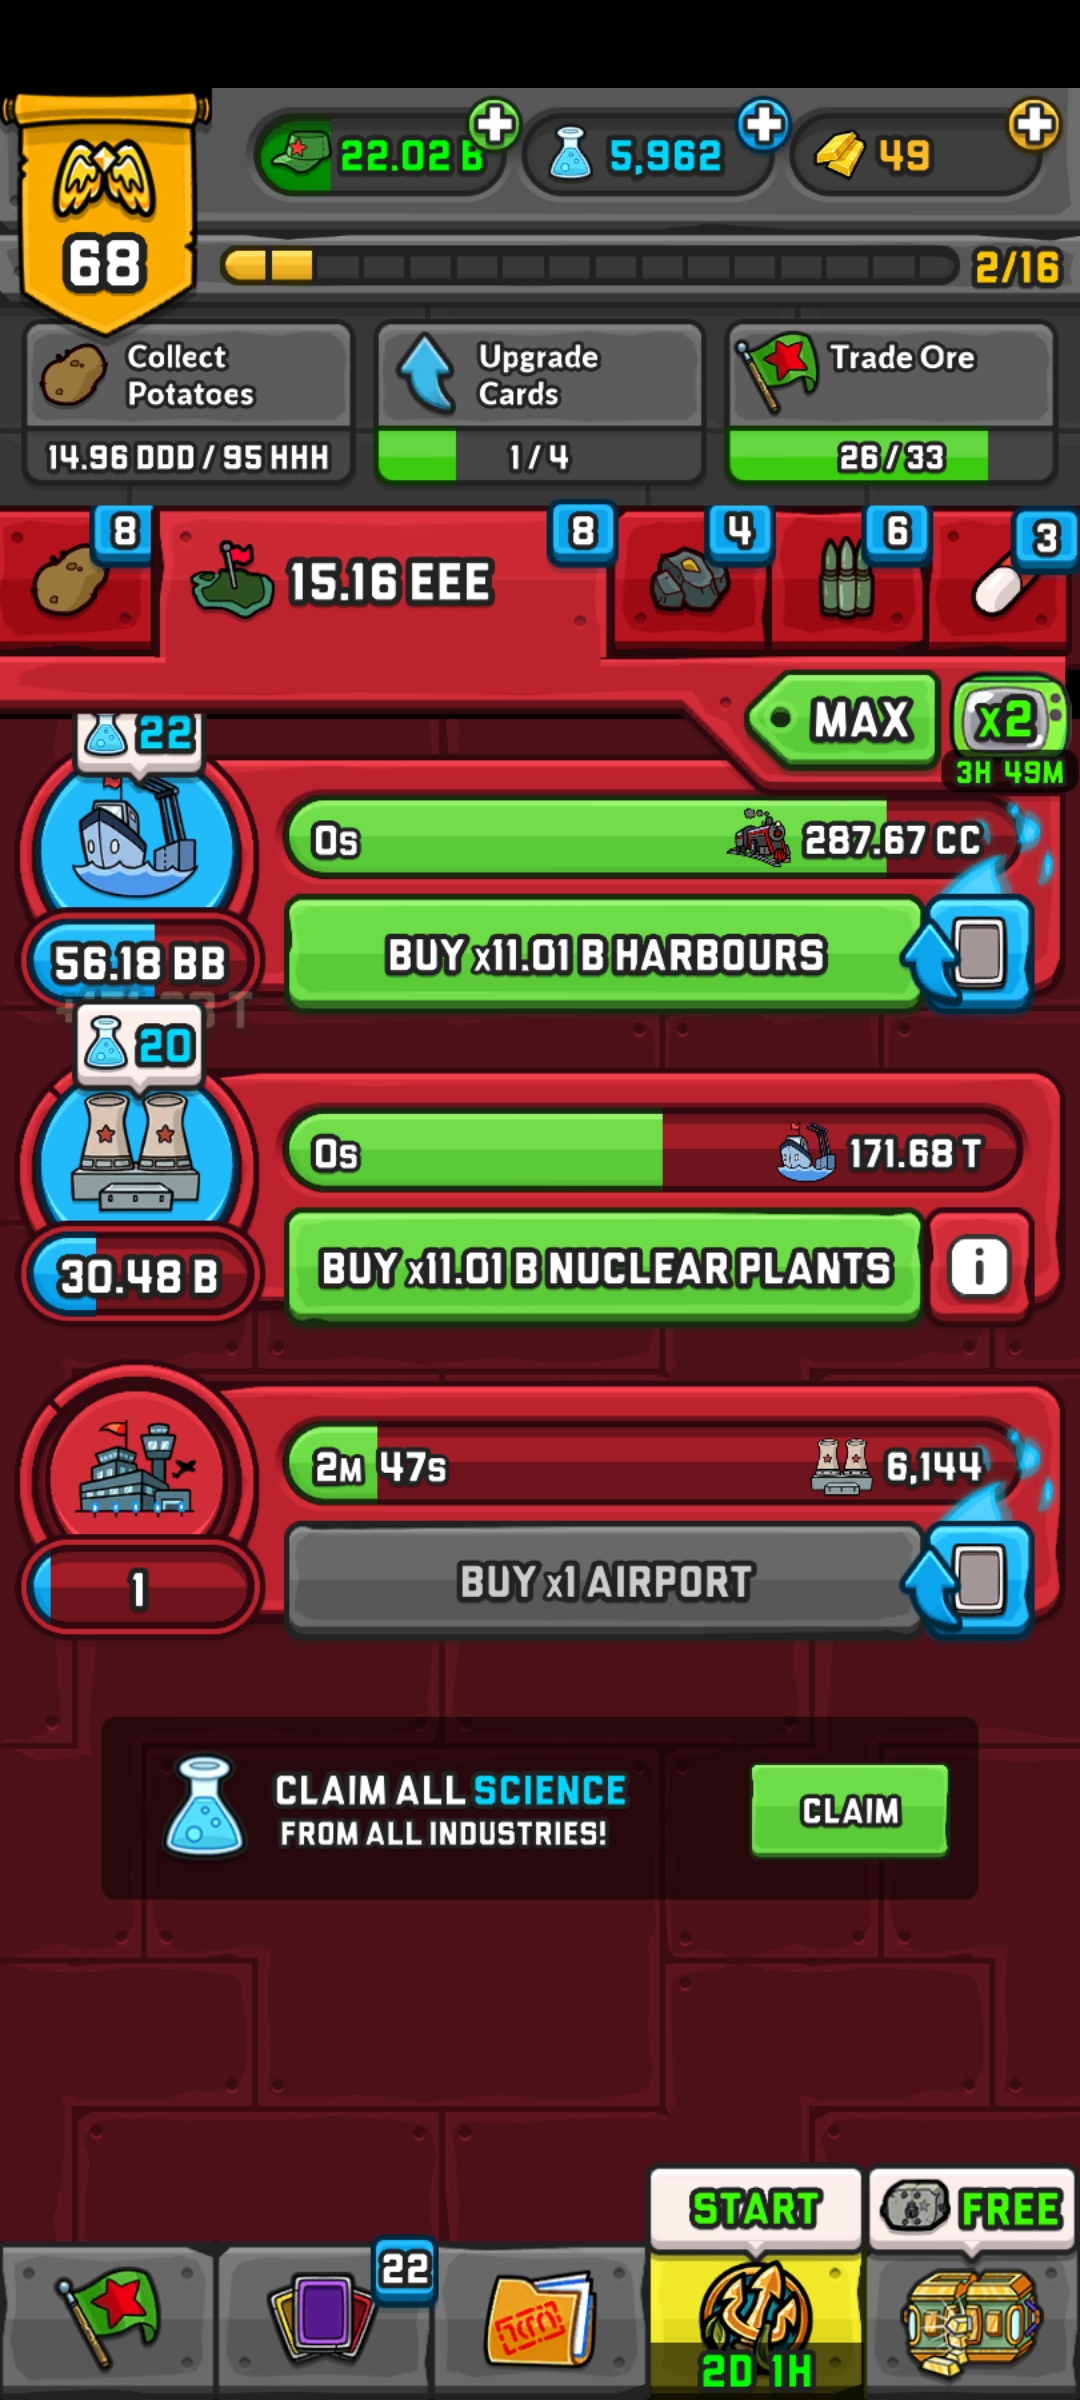 22.02 B
5,962
49
68
2/16
Collect
Potatoes
14.96 DDD / 95 HHH
Upgrade
Cards
1 / 4
Trade Ore
26 / 33
8
15.16 EEE
8
4
6
3
MAX
x2
3H 49M
22
0s
287.67 CC
56.18 BB
BUY x11.01 B HARBOURS
20
0s
171.68 T
30.48 B
BUY x11.01 B NUCLEAR PLANTS
i
2M 47s
6,144
1
BUY x1 AIRPORT
CLAIM ALL SCIENCE
FROM ALL INDUSTRIES!
CLAIM
START
FREE
22
2D 1H